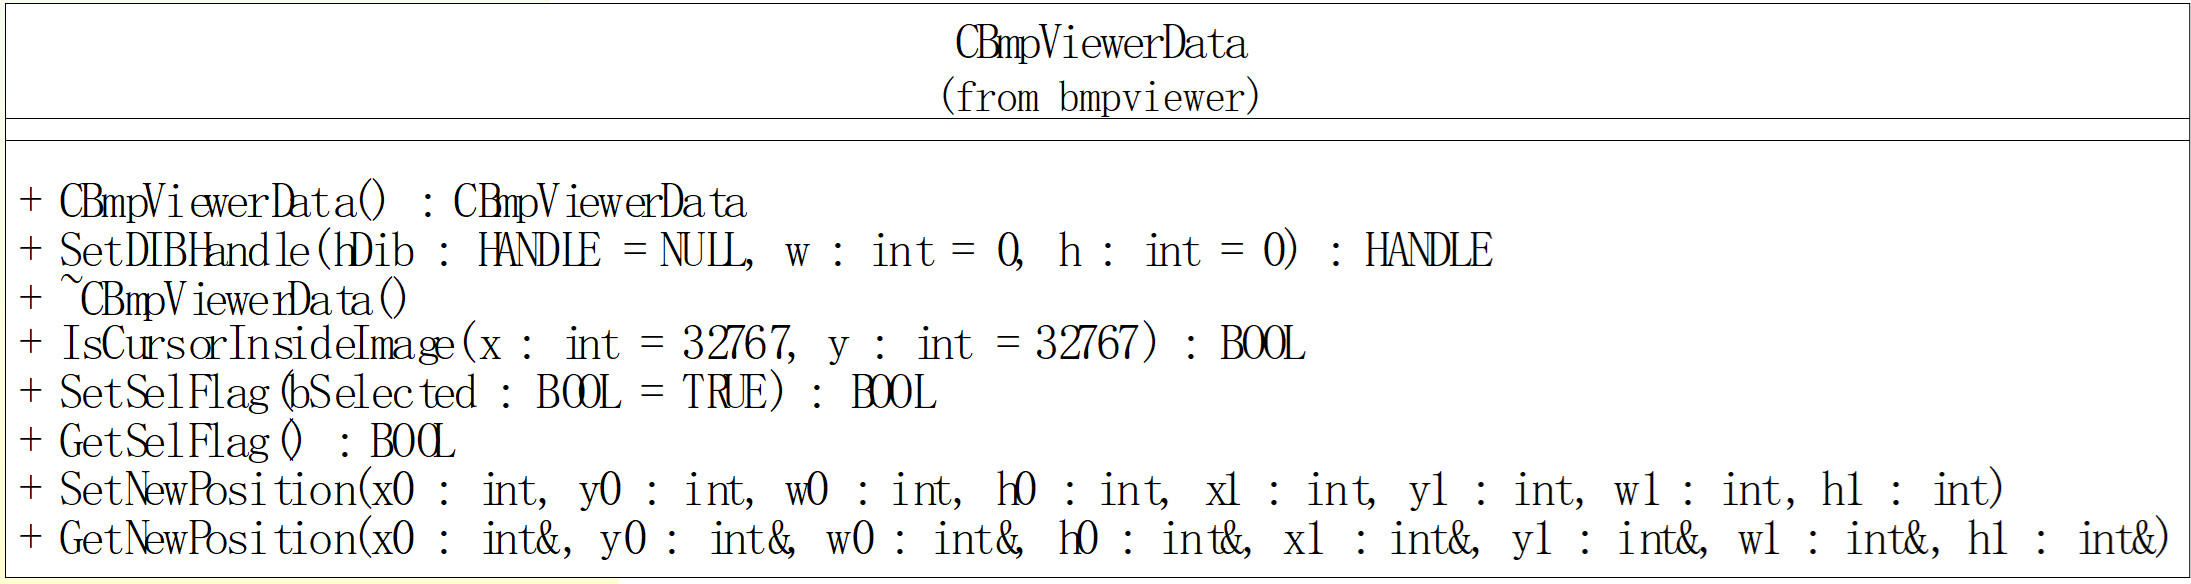 CBmpViewerData
(from bmpviewer)
+ CBmpViewerData() : CBmpViewerData
+ SetDIBHandle(hDib : HANDLE = NULL, w : int = 0, h : int = 0) : HANDLE
+ ~CBmpViewerData()
+ IsCursorInsideImage(x : int = 32767, y : int = 32767) : BOOL
+ SetSelFlag(bSelected : BOOL = TRUE) : BOOL
+ GetSelFlag() : BOOL
+ SetNewPosition(x0 : int, y0 : int, w0 : int, h0 : int, x1 : int, y1 : int, w1 : int, h1 : int)
+ GetNewPosition(x0 : int&, y0 : int&, w0 : int&, h0 : int&, x1 : int&, y1 : int&, w1 : int&, h1 : int&)